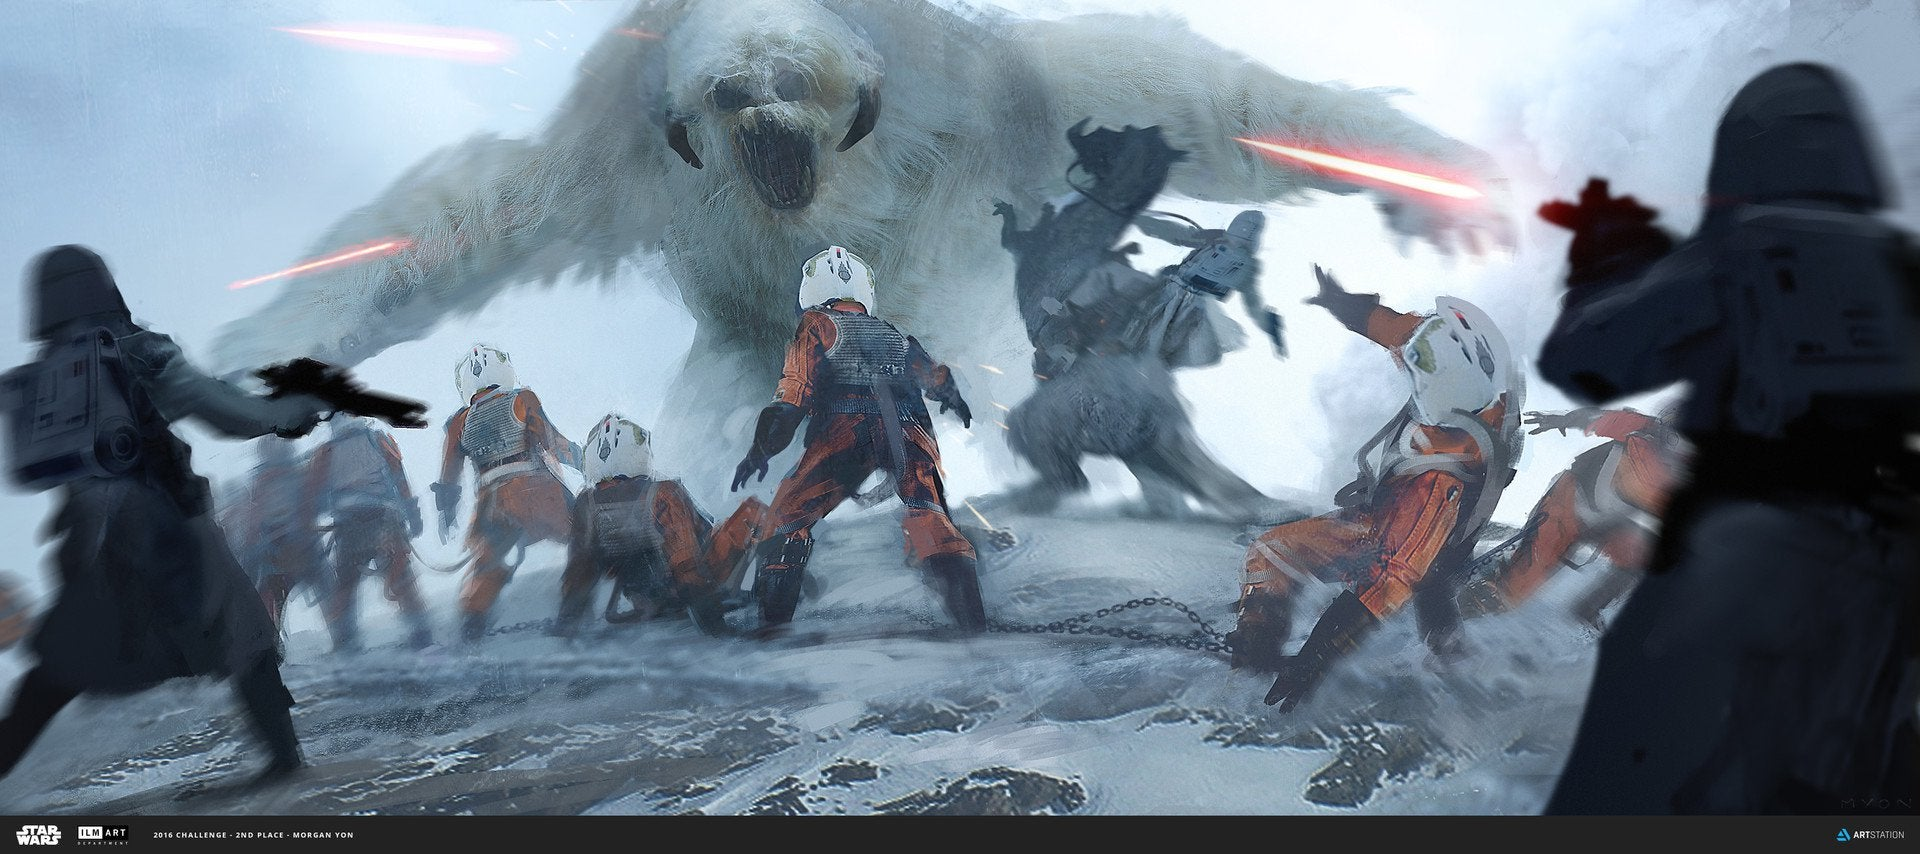 MYON
STAR
WARS
ILM ART
DEPARTMENT
2016 CHALLENGE - 2ND PLACE - MORGAN YON
ARTSTATION